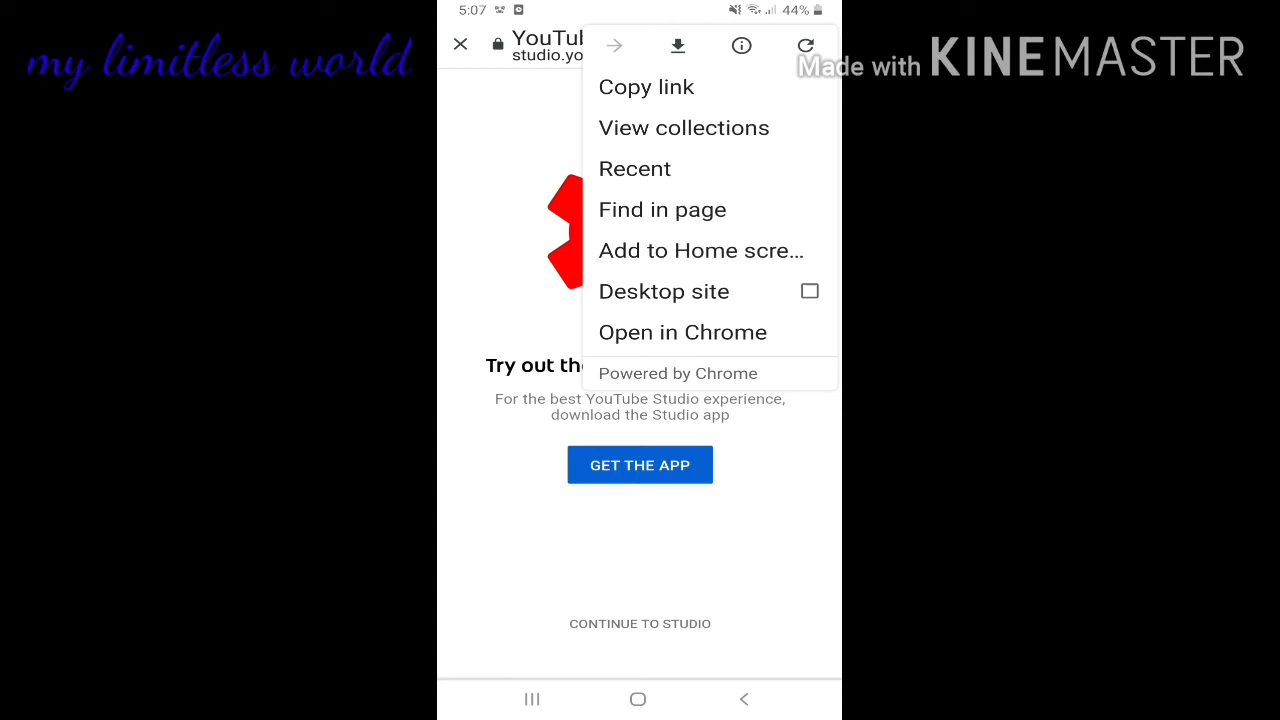 my limitless world
5:07
44%
YouTub
studio.yo
Made with KINEMASTER
Copy link
View collections
Recent
Find in page
Add to Home scre...
Desktop site
Open in Chrome
Powered by Chrome
Try out the
For the best YouTube Studio experience,
download the Studio app
GET THE APP
CONTINUE TO STUDIO